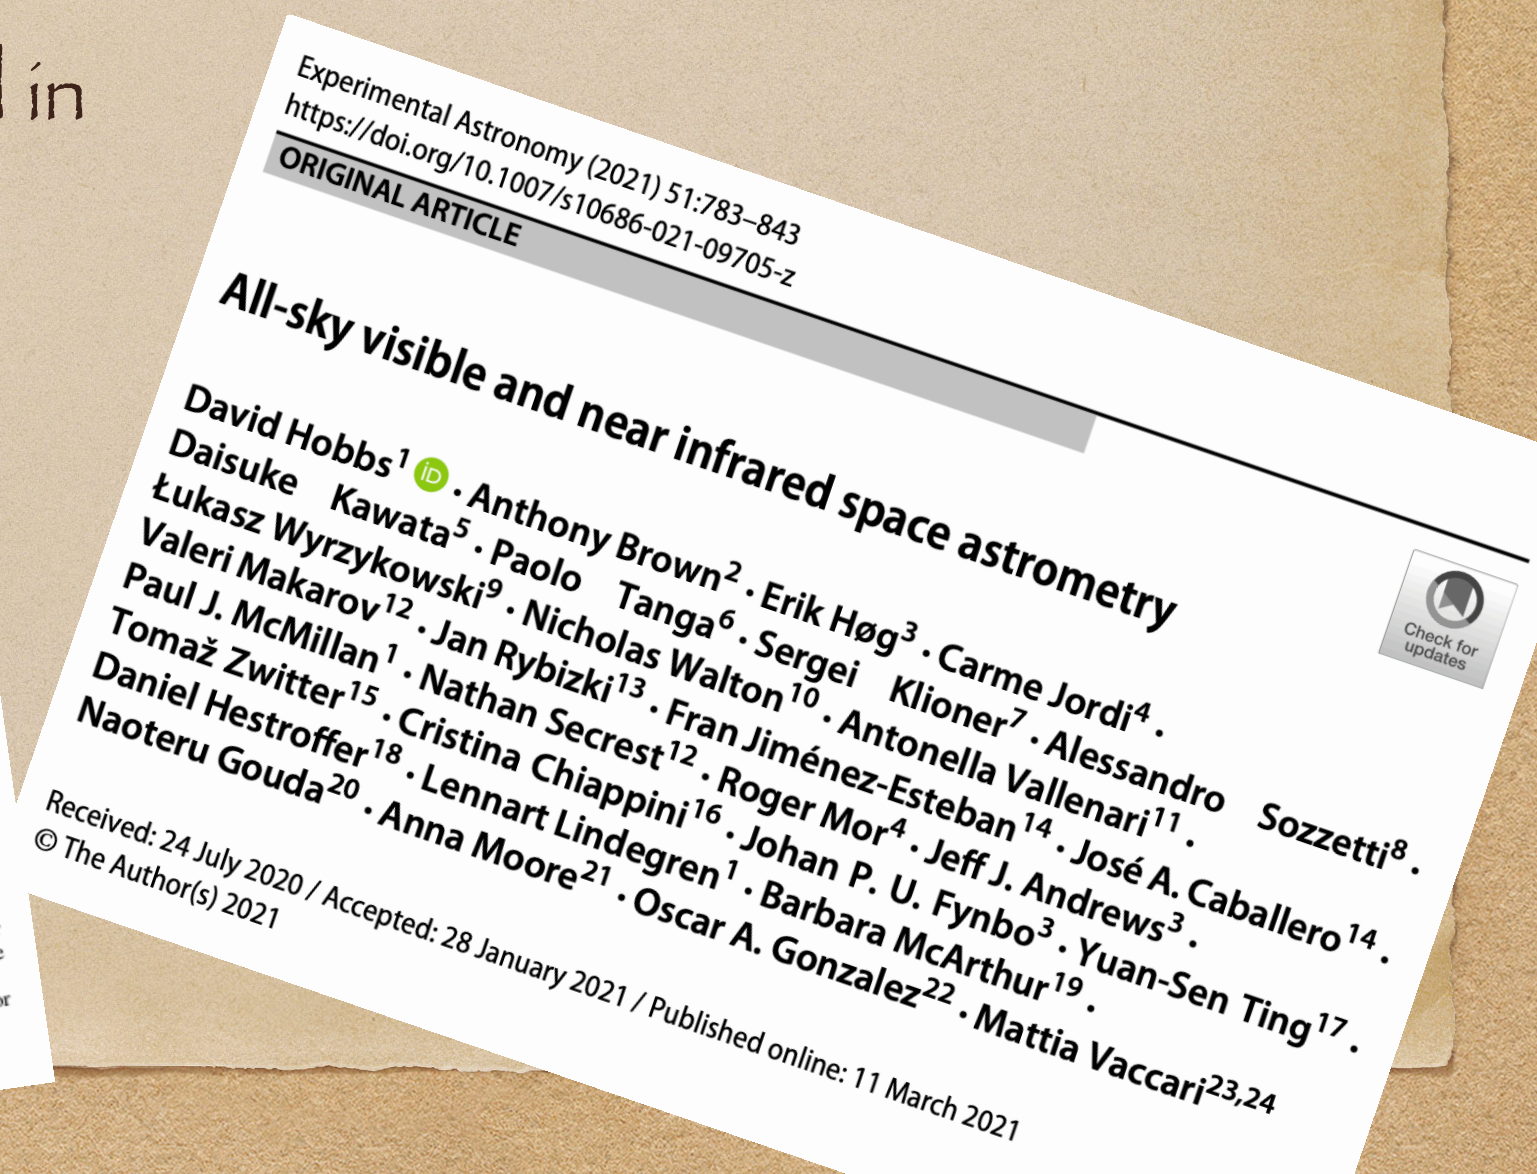 in
Experimental Astronomy (2021) 51:783–843
https://doi.org/10.1007/s10686-021-09705-z
ORIGINAL ARTICLE
All-sky visible and near infrared space astrometry
David Hobbs1 iD · Anthony Brown2 · Erik Høg3 · Carme Jordi4 ·
Daisuke Kawata5 · Paolo Tanga6 · Sergei Klioner7 · Alessandro Sozzetti8 ·
Łukasz Wyrzykowski9 · Nicholas Walton10 · Antonella Vallenari11 ·
Valeri Makarov12 · Jan Rybizki13 · Fran Jiménez-Esteban14 · José A. Caballero14 ·
Paul J. McMillan1 · Nathan Secrest12 · Roger Mor4 · Jeff J. Andrews3 ·
Tomaž Zwitter15 · Cristina Chiappini16 · Johan P. U. Fynbo3 · Yuan-Sen Ting17 ·
Daniel Hestroffer18 · Lennart Lindegren1 · Barbara McArthur19 ·
Naoteru Gouda20 · Anna Moore21 · Oscar A. Gonzalez22 · Mattia Vaccari23,24
Check for
updates
Received: 24 July 2020 / Accepted: 28 January 2021 / Published online: 11 March 2021
© The Author(s) 2021